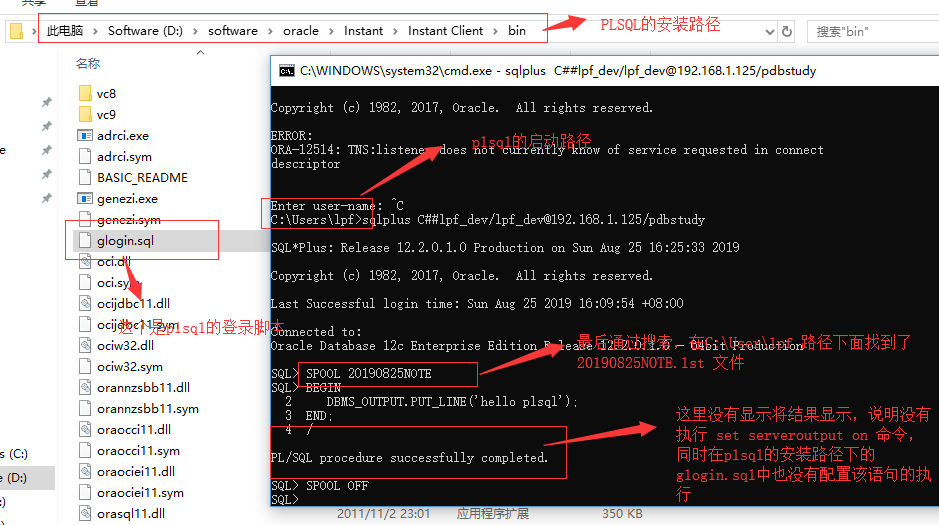 查看
此电脑 › Software (D:) › software › oracle › Instant › Instant Client › bin
PLSQL的安装路径
搜索"bin"
名称
vc8
vc9
adrci.exe
adrci.sym
BASIC_README
genezi.exe
genezi.sym
glogin.sql
oci.dll
oci.sym
ocijdbc11.dll
ocijdbc11.sym
ociw32.dll
ociw32.sym
orannzsbb11.dll
orannzsbb11.sym
oraocci11.dll
oraocci11.sym
oraociei11.dll
oraociei11.sym
orasql11.dll
s (C:)
e (D:)
这个是plsql的登录脚本
C:\WINDOWS\system32\cmd.exe - sqlplus C##lpf_dev/lpf_dev@192.168.1.125/pdbstudy
Copyright (c) 1982, 2017, Oracle. All rights reserved.
ERROR:
ORA-12514: TNS:listener does not currently know of service requested in connect
descriptor
plsql的启动路径
Enter user-name: ^C
C:\Users\lpf>sqlplus C##lpf_dev/lpf_dev@192.168.1.125/pdbstudy
SQL*Plus: Release 12.2.0.1.0 Production on Sun Aug 25 16:25:33 2019
Copyright (c) 1982, 2017, Oracle. All rights reserved.
Last Successful login time: Sun Aug 25 2019 16:09:54 +08:00
Connected to:
Oracle Database 12c Enterprise Edition Release 12.2.0.1.0 - 64bit Production
最后通过搜索，在C:\User\lpf 路径下面找到了
20190825NOTE.lst 文件
SQL> SPOOL 20190825NOTE
SQL> BEGIN
2 DBMS_OUTPUT.PUT_LINE('hello plsql');
3 END;
4 /
PL/SQL procedure successfully completed.
SQL> SPOOL OFF
SQL>
这里没有显示将结果显示，说明没有
执行 set serveroutput on 命令，
同时在plsql的安装路径下的
glogin.sql中也没有配置该语句的执
行
2011/11/2 23:01 应用程序扩展 350 KB